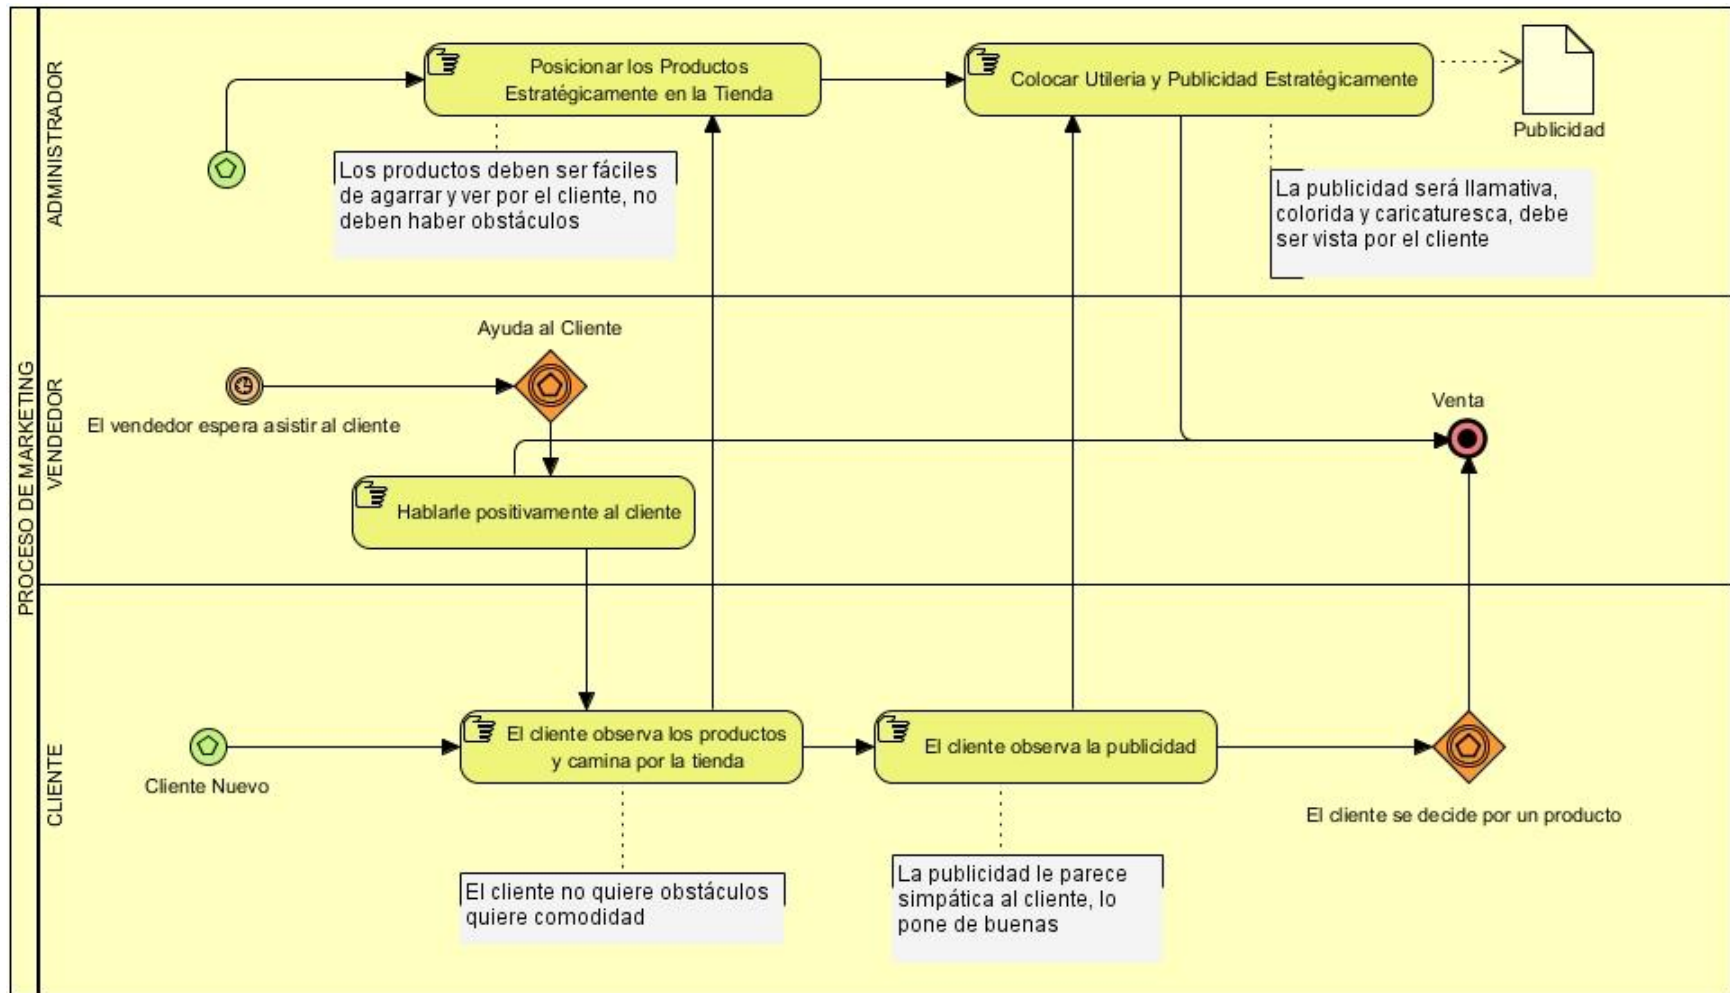 PROCESO DE MARKETING
ADMINISTRADOR
Posicionar los Productos
Estratégicamente en la Tienda
Colocar Utileria y Publicidad Estratégicamente
Publicidad
Los productos deben ser fáciles
de agarrar y ver por el cliente, no
deben haber obstáculos
La publicidad será llamativa,
colorida y caricaturesca, debe
ser vista por el cliente
VENDEDOR
Ayuda al Cliente
El vendedor espera asistir al cliente
Venta
Hablarle positivamente al cliente
CLIENTE
Cliente Nuevo
El cliente observa los productos
y camina por la tienda
El cliente observa la publicidad
El cliente se decide por un producto
El cliente no quiere obstáculos
quiere comodidad
La publicidad le parece
simpática al cliente, lo
pone de buenas